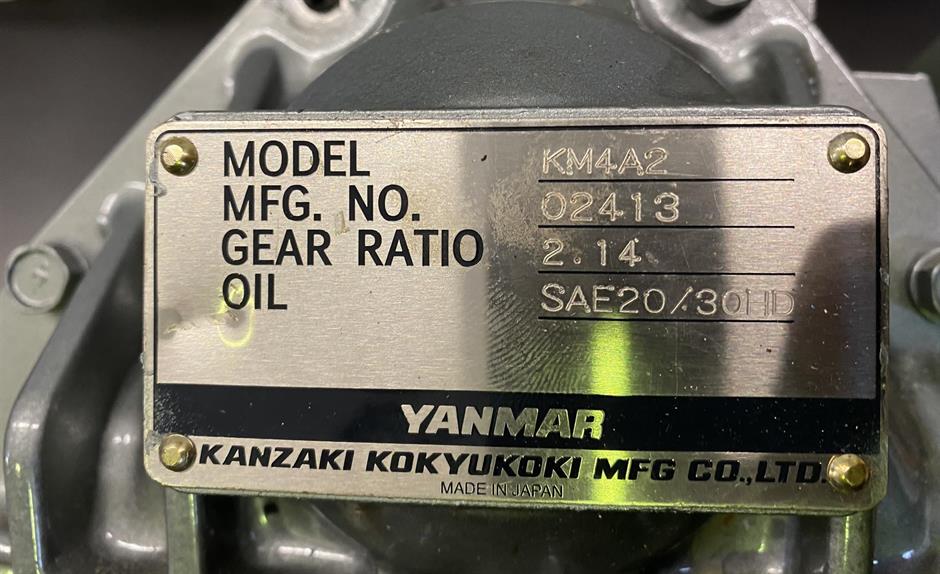 MODEL KM4A2
MFG. NO. 02413
GEAR RATIO 2.14
OIL SAE20/30HD
YANMAR
KANZAKI KOKYUKOKI MFG CO.,LTD.
MADE IN JAPAN